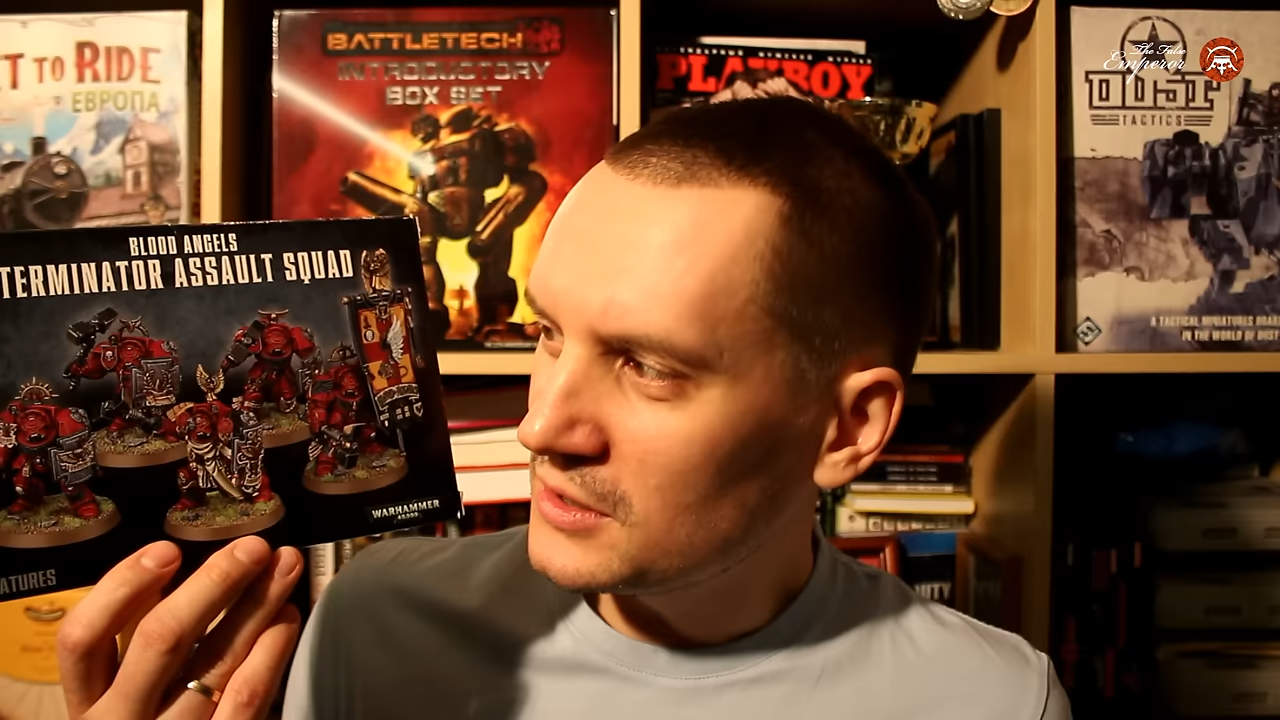 T TO RIDE
ЕВРОПА
BATTLETECH
INTRODUCTORY
BOX SET
PLAYBOY
The False
Emperor
DUST
TACTICS
A TACTICAL MINIATURES
IN THE WORLD OF DUST
BLOOD ANGELS
TERMINATOR ASSAULT SQUAD
WARHAMMER
40,000
ATURES
UTY